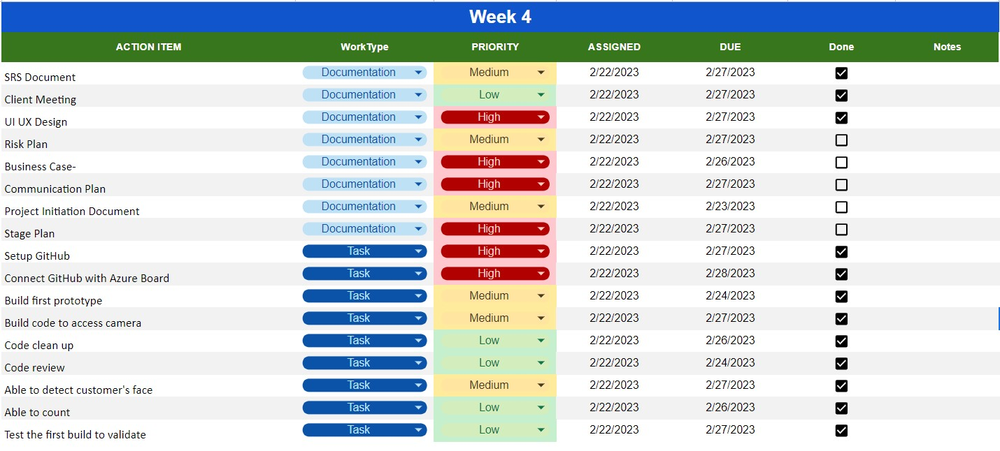 Week 4
ACTION ITEM WorkType PRIORITY ASSIGNED DUE Done Notes
SRS Document Documentation Medium 2/22/2023 2/27/2023
Client Meeting Documentation Low 2/22/2023 2/27/2023
UI UX Design Documentation High 2/22/2023 2/27/2023
Risk Plan Documentation Medium 2/22/2023 2/27/2023
Business Case- Documentation High 2/22/2023 2/26/2023
Communication Plan Documentation High 2/22/2023 2/27/2023
Project Initiation Document Documentation Medium 2/22/2023 2/23/2023
Stage Plan Documentation High 2/22/2023 2/27/2023
Setup GitHub Task High 2/22/2023 2/27/2023
Connect GitHub with Azure Board Task High 2/22/2023 2/28/2023
Build first prototype Task Medium 2/22/2023 2/24/2023
Build code to access camera Task Medium 2/22/2023 2/27/2023
Code clean up Task Low 2/22/2023 2/26/2023
Code review Task Low 2/22/2023 2/24/2023
Able to detect customer's face Task Medium 2/22/2023 2/27/2023
Able to count Task Low 2/22/2023 2/26/2023
Test the first build to validate Task Low 2/22/2023 2/27/2023